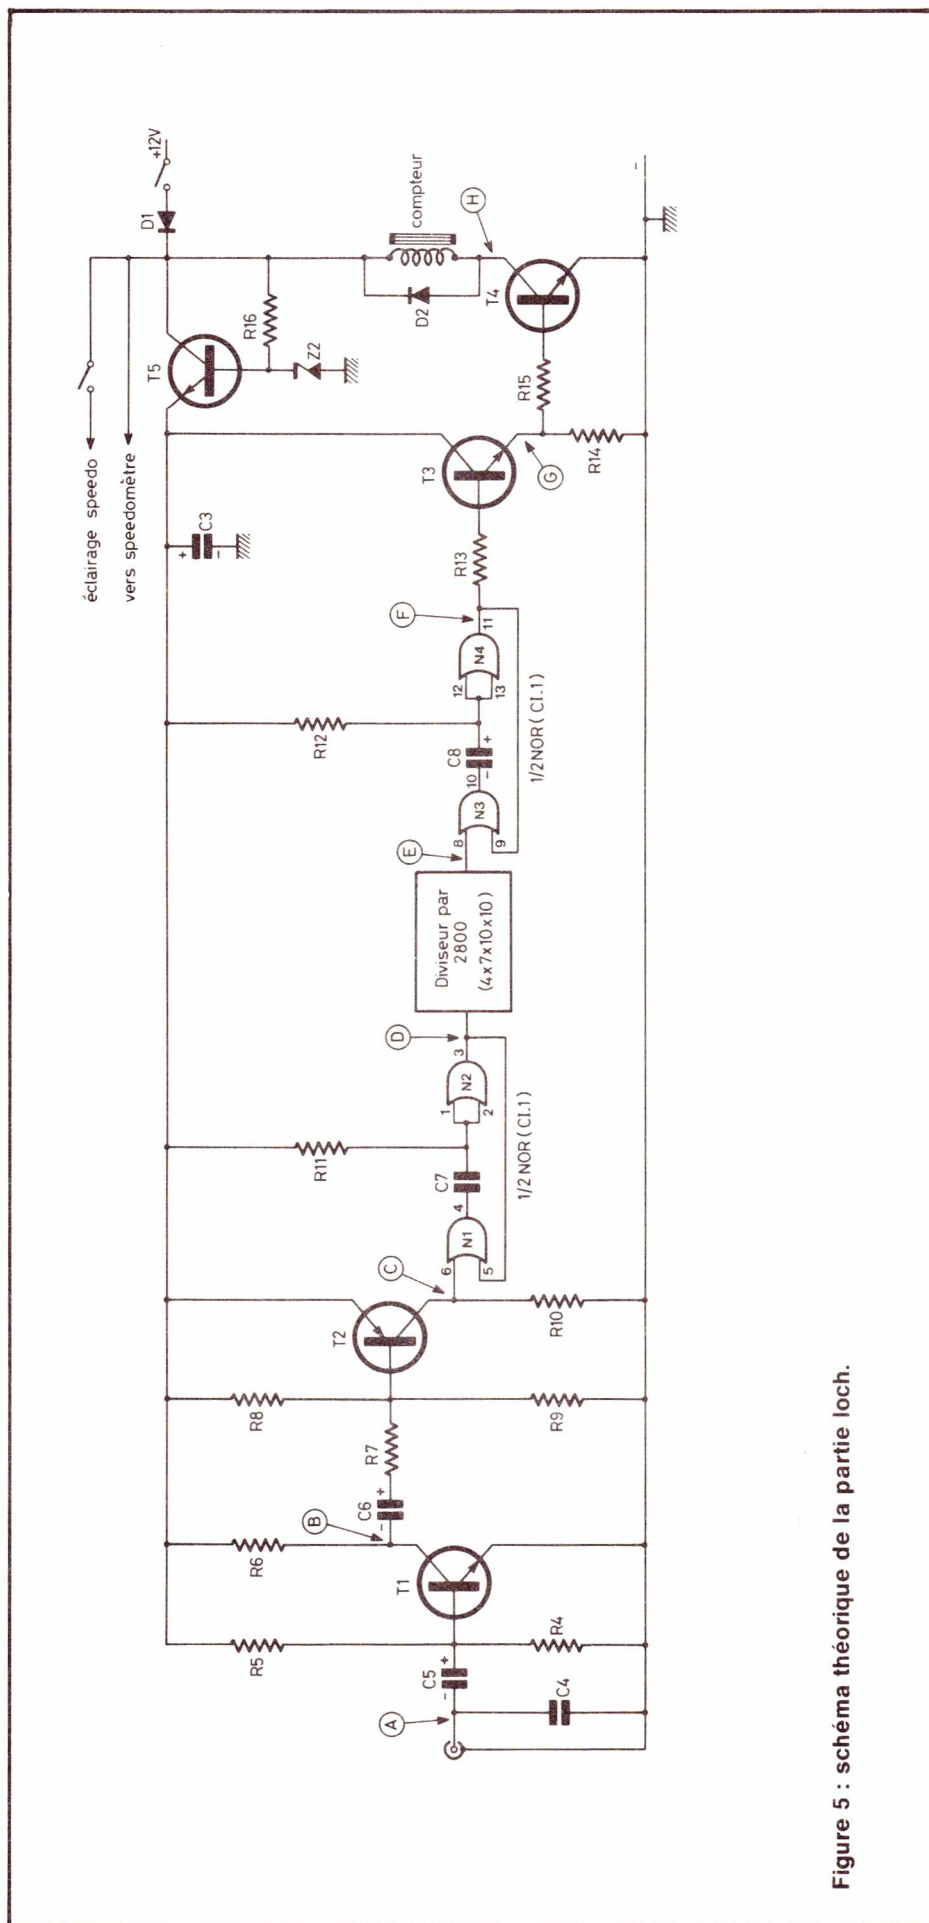 éclairage speedo
vers speedomètre
+12V
D1
T5
R16
Z2
compteur
D2
H
T4
R15
G
R14
T3
+
C3
-
R13
F
11
N4
12
13
R12
1/2 NOR (CI.1)
C8
-
+
10
N3
8
9
E
Diviseur par
2800
(4x7x10x10)
D
3
N2
1
2
R11
1/2 NOR (CI.1)
C7
4
N1
6
5
C
T2
R10
R8
R9
R7
C6
-
+
B
R6
T1
R5
R4
C5
-
+
A
C4
-
Figure 5 : schéma théorique de la partie loch.